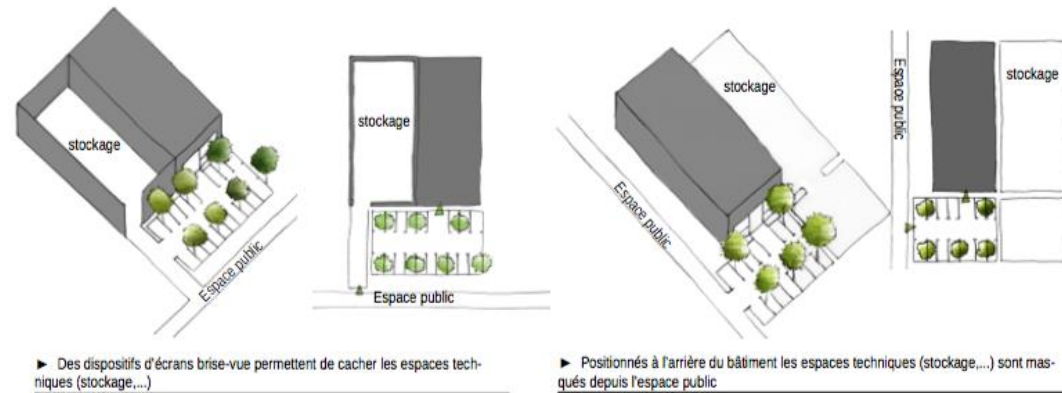 stockage
Espace public
stockage
Espace public
stockage
Espace public
Espace public
stockage
► Des dispositifs d'écrans brise-vue permettent de cacher les espaces tech-
niques (stockage,...)
► Positionnés à l'arrière du bâtiment les espaces techniques (stockage,...) sont mas-
qués depuis l'espace public